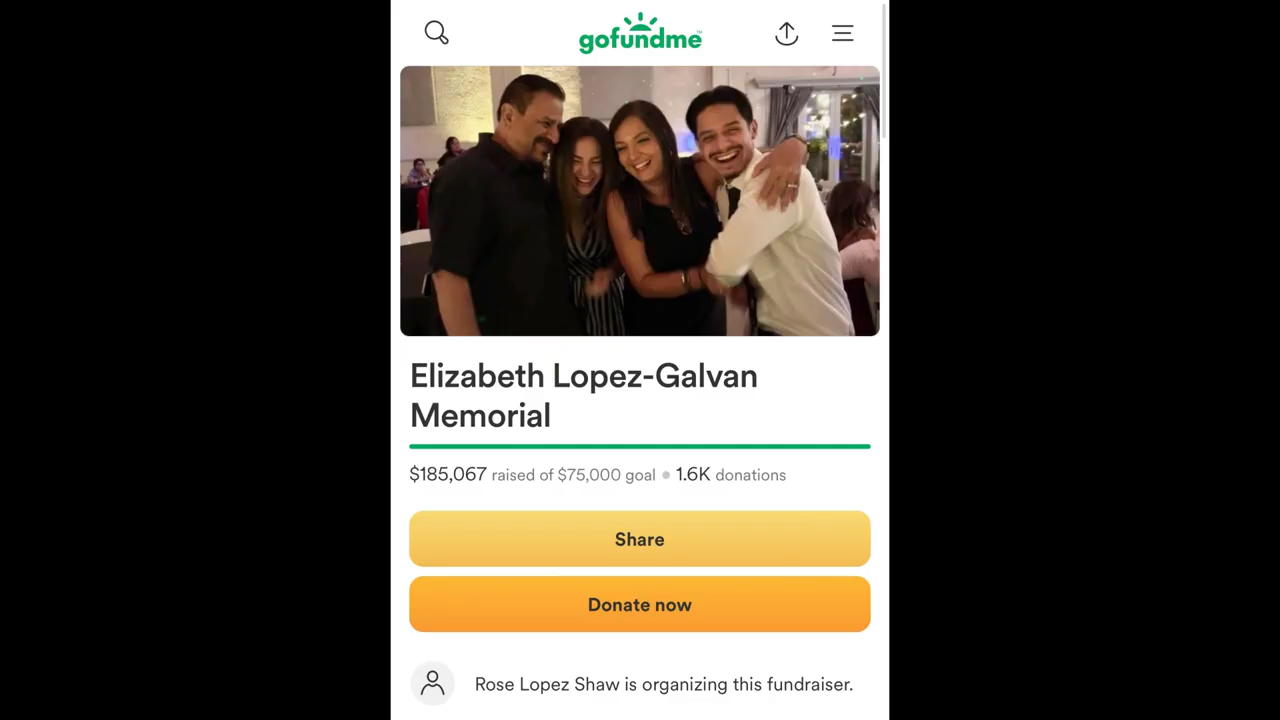 gofundme™
Elizabeth Lopez-Galvan
Memorial
$185,067 raised of $75,000 goal • 1.6K donations
Share
Donate now
Rose Lopez Shaw is organizing this fundraiser.